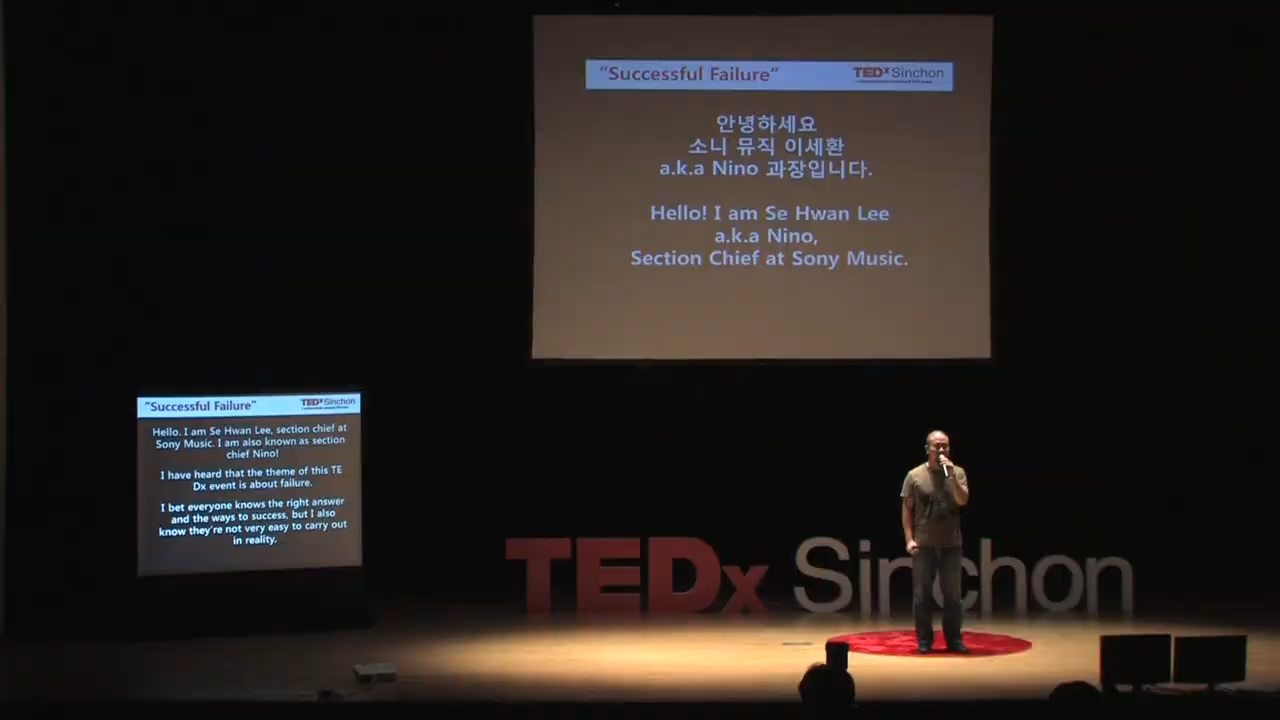 "Successful Failure"
TEDx Sinchon
안녕하세요
소니 뮤직 이세환
a.k.a Nino 과장입니다.
Hello! I am Se Hwan Lee
a.k.a Nino,
Section Chief at Sony Music.
"Successful Failure"
TEDx Sinchon
Hello. I am Se Hwan Lee, section chief at
Sony Music. I am also known as section
chief Nino!
I have heard that the theme of this TE
Dx event is about failure.
I bet everyone knows the right answer
and the ways to success, but I also
know they're not very easy to carry out
in reality.
TEDx Sinchon